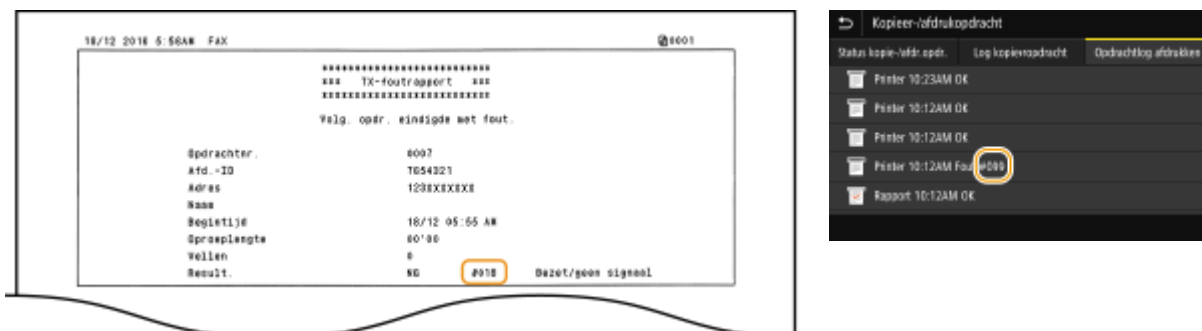 18/12 2018 5:56AM FAX 0001
***************************
*** TX-foutrapport ***
***************************
Volg. opdr. eindigde met fout.
Opdrachtnr. 0007
Afd.-ID 7654321
Adres 123XXXXXXX
Naam
Begintijd 18/12 05:55 AM
Oproeplengte 00'00
Vellen 0
Result. NG #018 Bezet/geen signaal
Kopieer-/afdrukopdracht
Status kopie-/afdr.opdr. Log kopieeropdracht Opdrachtlog afdrukken
Printer 10:23AM OK
Printer 10:12AM OK
Printer 10:12AM OK
Printer 10:12AM Fout #099
Rapport 10:12AM OK